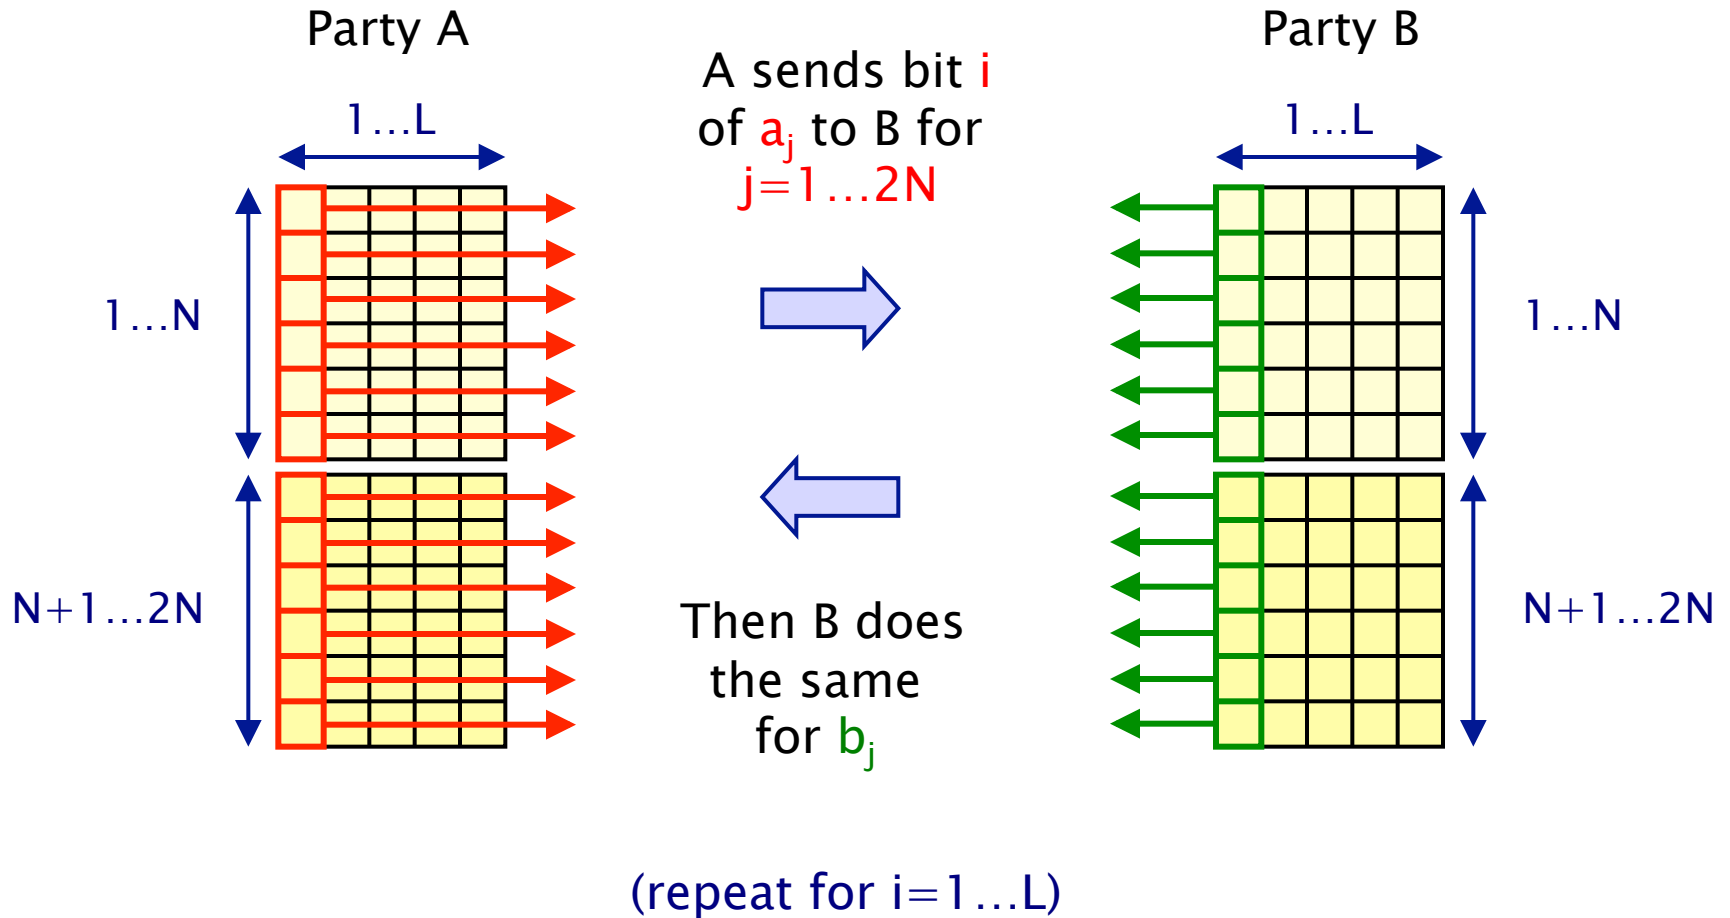 Party A
Party B
A sends bit i
of aj to B for
j=1...2N
1...L
1...L
1...N
1...N
N+1...2N
N+1...2N
Then B does
the same
for bj
(repeat for i=1...L)